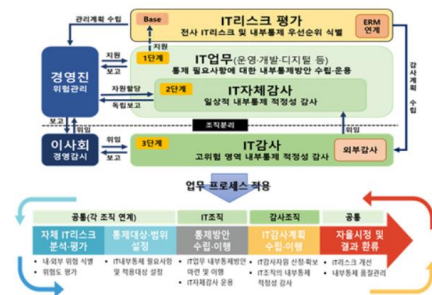 관리계획 수립
Base
IT리스크 평가
전사 IT리스크 및 내부통제 우선순위 식별
ERM
연계
지원
지원
보고
1단계
IT업무(운영·개발·디지털 등)
통제 필요사항에 대한 내부통제방안 수립·운용
경영진
위험관리
자원할당
독립보고
2단계
IT자체감사
일상적 내부통제 적정성 감사
감사계획 수립
보고
위임
조직분리
위임
이사회
경영감시
위임
보고
3단계
IT감사
고위험 영역 내부통제 적정성 감사
외부감사
업무 프로세스 적용
공통(각 조직 연계)
IT조직
감사조직
공통
자체 IT리스크
분석·평가
통제대상·범위
설정
통제방안
수립·이행
IT감사계획
수립·이행
자율시정 및
결과 환류
• 내·외부 위험 식별
• 위험도 평가
• IT내부통제 필요사항
및 적용대상 설정
• IT업무 내부통제방안
마련 및 이행
• IT자체감사 운용
• IT감사자원 산정·확보
• IT조직의 내부통제
적정성 감사
• IT리스크 개선
• 내부통제 품질관리